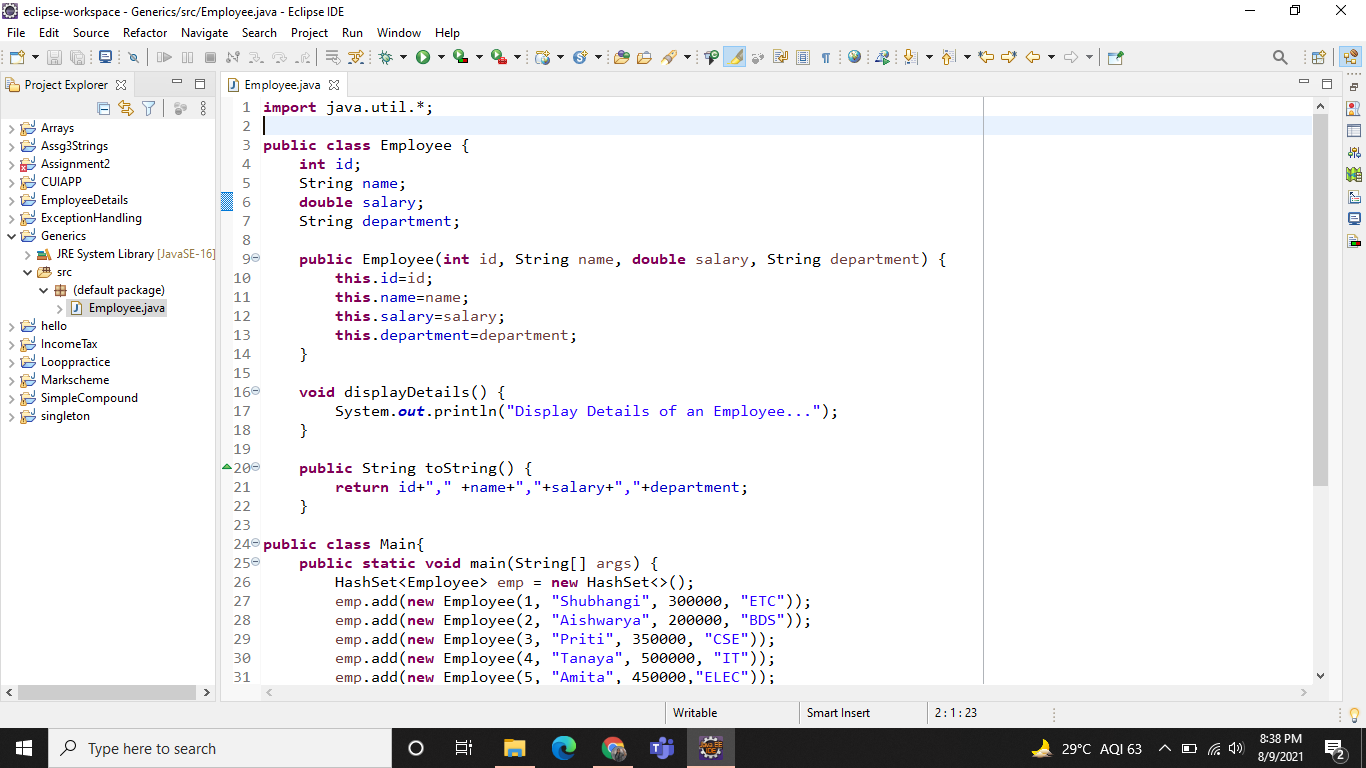 eclipse-workspace - Generics/src/Employee.java - Eclipse IDE
File Edit Source Refactor Navigate Search Project Run Window Help
Project Explorer
Employee.java
Arrays
Assg3Strings
Assignment2
CUIAPP
EmployeeDetails
ExceptionHandling
Generics
JRE System Library [JavaSE-16]
src
(default package)
Employee.java
hello
IncomeTax
Looppractice
Markscheme
SimpleCompound
singleton
1 import java.util.*;
2
3 public class Employee {
4 int id;
5 String name;
6 double salary;
7 String department;
8
9 public Employee(int id, String name, double salary, String department) {
10 this.id=id;
11 this.name=name;
12 this.salary=salary;
13 this.department=department;
14 }
15
16 void displayDetails() {
17 System.out.println("Display Details of an Employee...");
18 }
19
20 public String toString() {
21 return id+"," +name+","+salary+","+department;
22 }
23
24 public class Main{
25 public static void main(String[] args) {
26 HashSet<Employee> emp = new HashSet<>();
27 emp.add(new Employee(1, "Shubhangi", 300000, "ETC"));
28 emp.add(new Employee(2, "Aishwarya", 200000, "BDS"));
29 emp.add(new Employee(3, "Priti", 350000, "CSE"));
30 emp.add(new Employee(4, "Tanaya", 500000, "IT"));
31 emp.add(new Employee(5, "Amita", 450000,"ELEC"));
Writable Smart Insert 2 : 1 : 23
Type here to search
29°C AQI 63
8:38 PM
8/9/2021
2